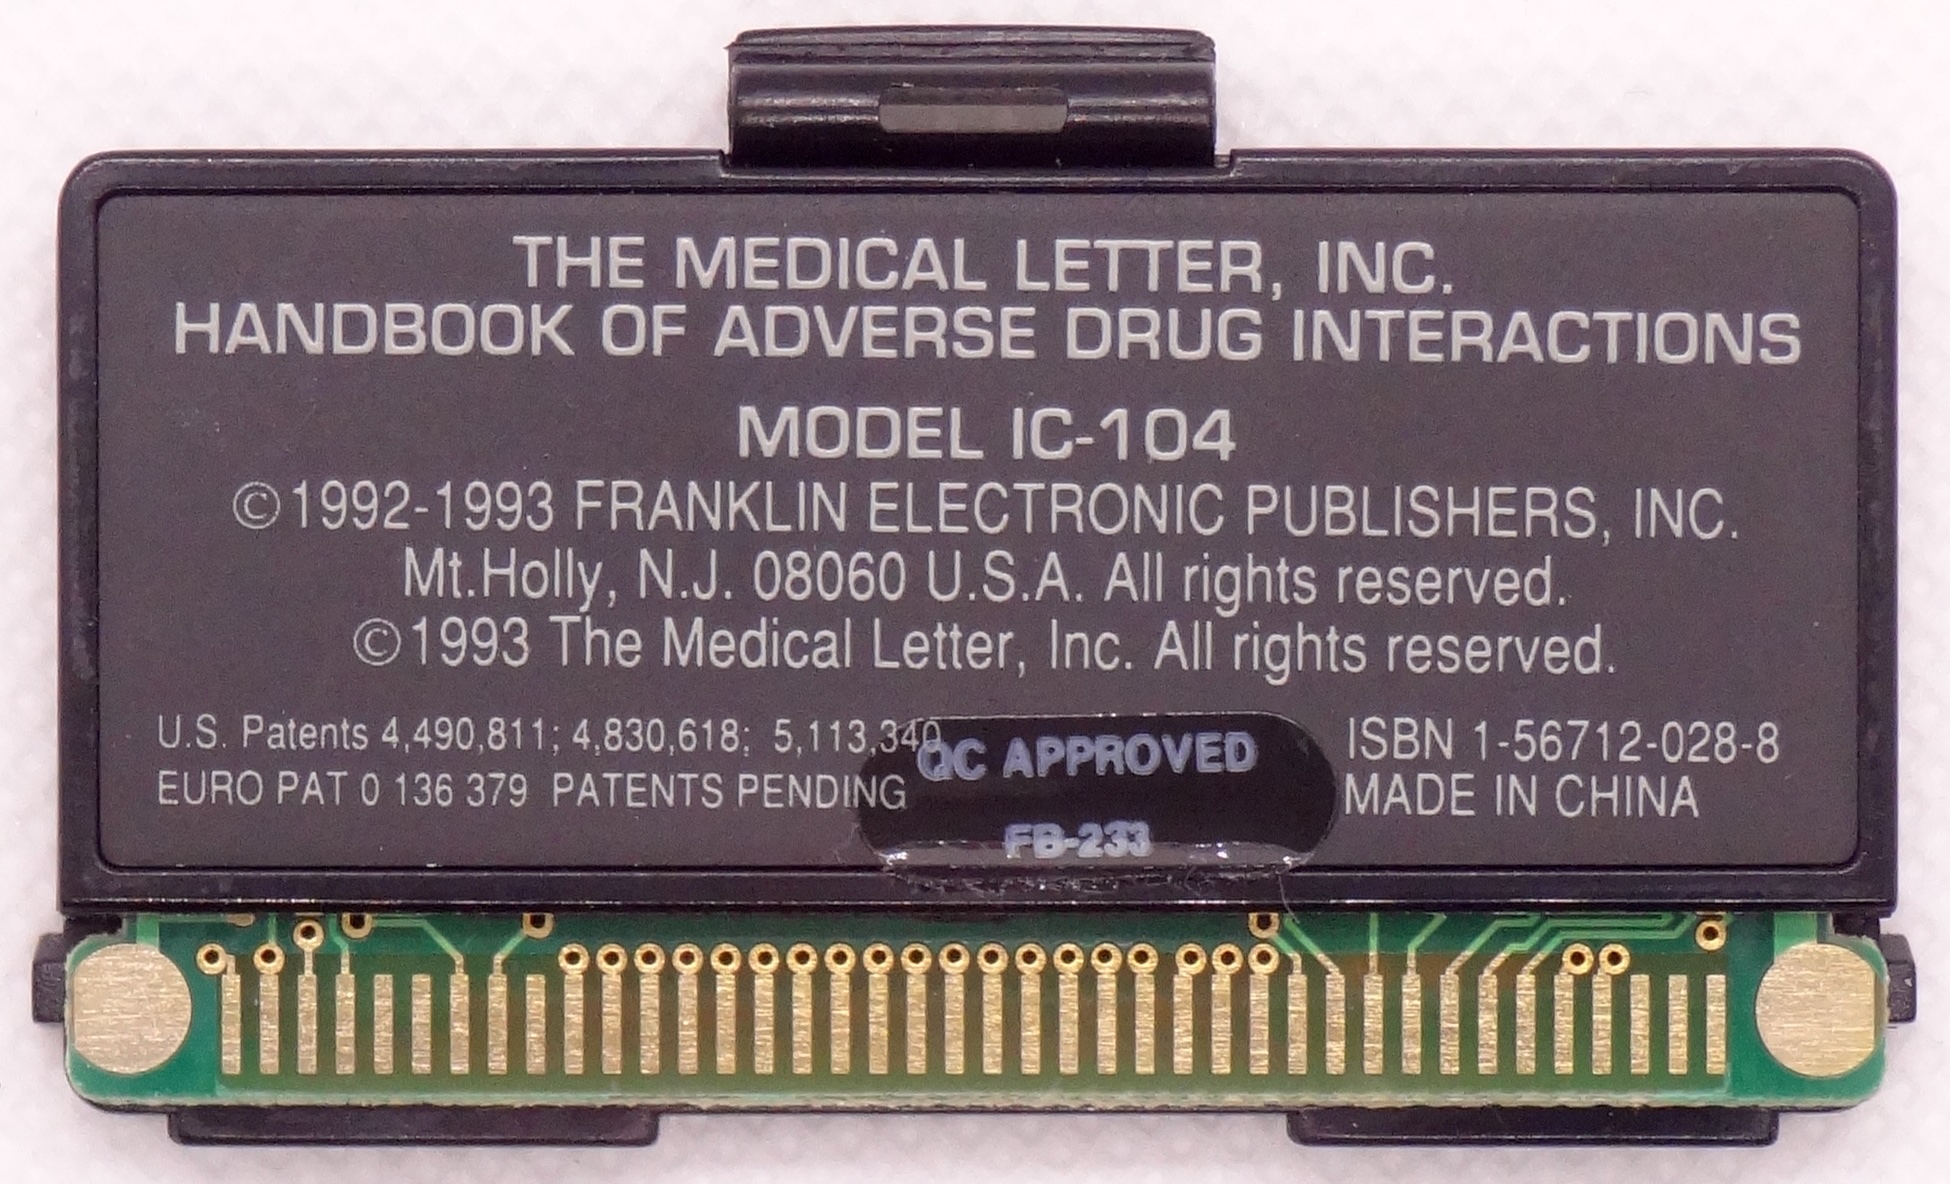 THE MEDICAL LETTER, INC.
HANDBOOK OF ADVERSE DRUG INTERACTIONS
MODEL IC-104
©1992-1993 FRANKLIN ELECTRONIC PUBLISHERS, INC.
Mt.Holly, N.J. 08060 U.S.A. All rights reserved.
©1993 The Medical Letter, Inc. All rights reserved.
U.S. Patents 4,490,811; 4,830,618; 5,113,340
EURO PAT 0 136 379 PATENTS PENDING
QC APPROVED
FB-233
ISBN 1-56712-028-8
MADE IN CHINA